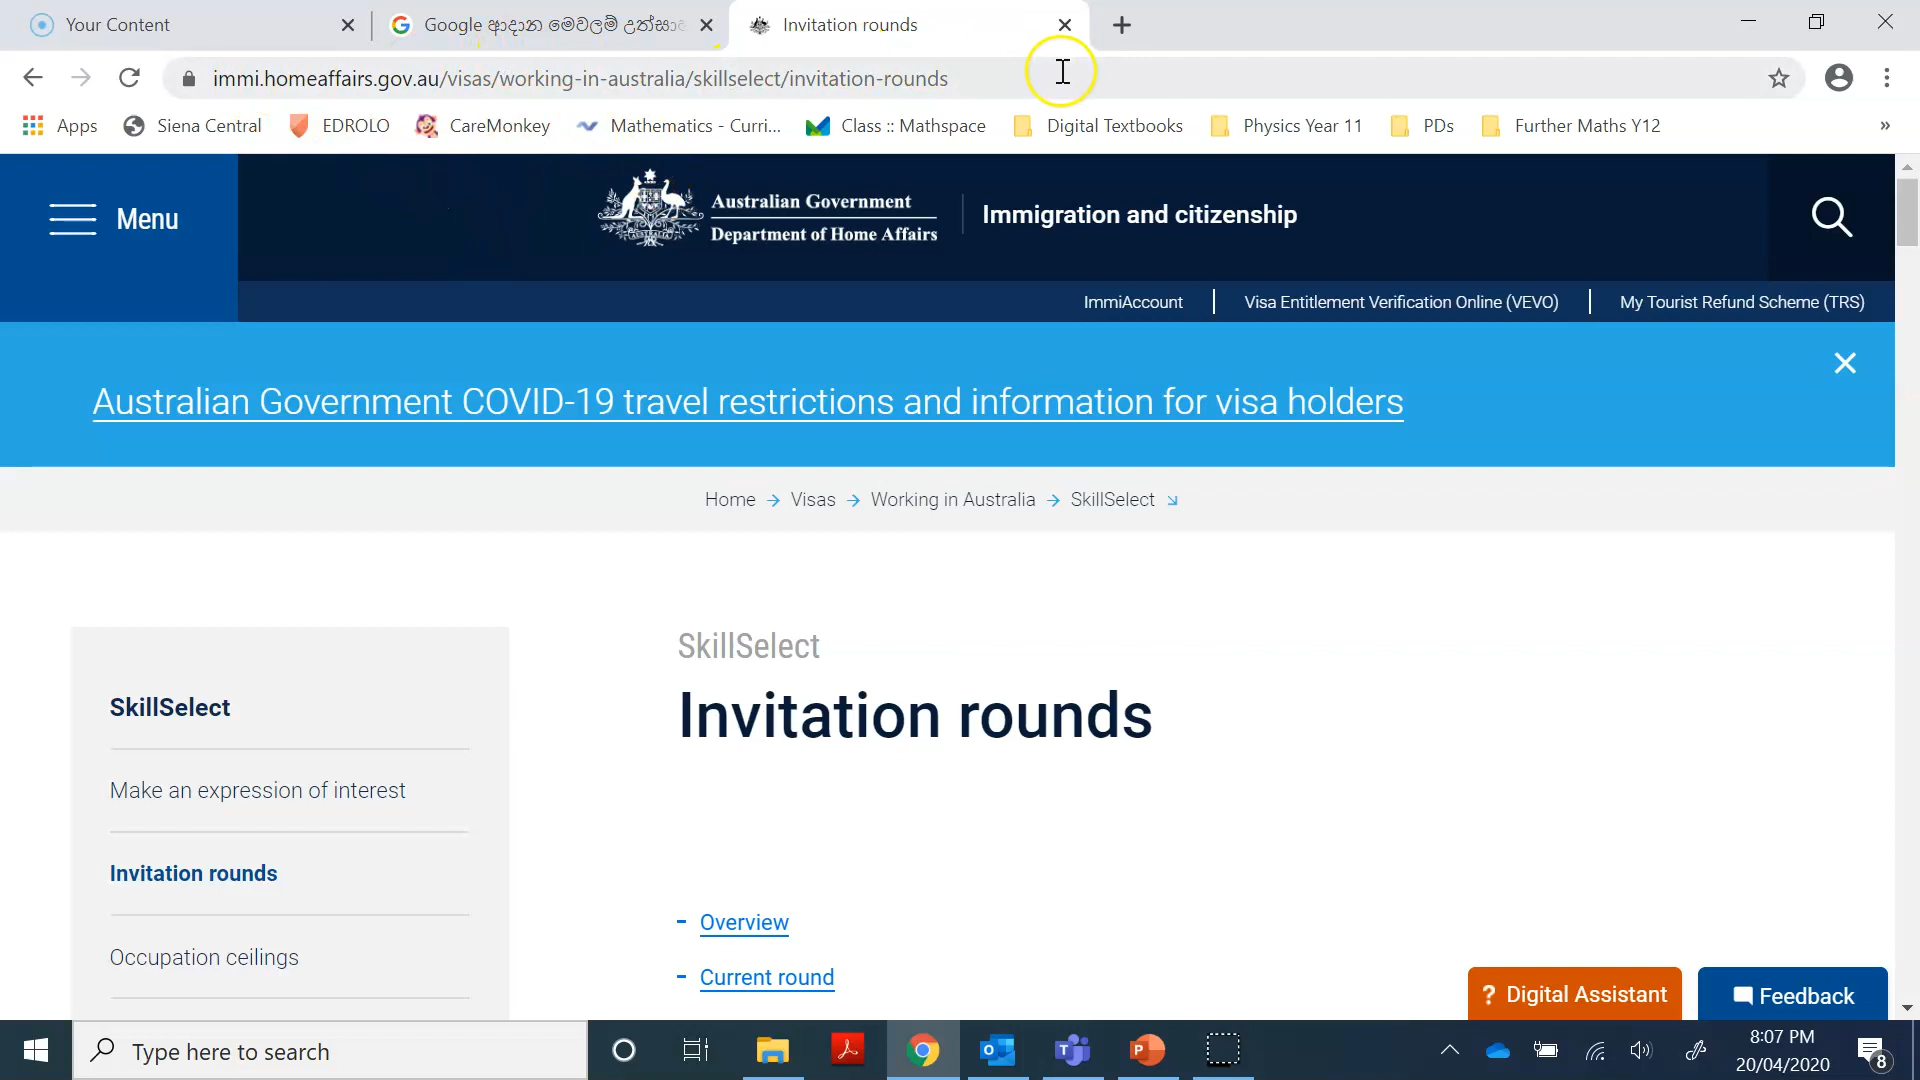 Your Content
Google ආදාන මෙවලම් උත්සාහ
Invitation rounds
immi.homeaffairs.gov.au/visas/working-in-australia/skillselect/invitation-rounds
Apps
Siena Central
EDROLO
CareMonkey
Mathematics - Curri...
Class :: Mathspace
Digital Textbooks
Physics Year 11
PDs
Further Maths Y12
»
Menu
Australian Government
Department of Home Affairs
Immigration and citizenship
ImmiAccount
Visa Entitlement Verification Online (VEVO)
My Tourist Refund Scheme (TRS)
Australian Government COVID-19 travel restrictions and information for visa holders
Home
Visas
Working in Australia
SkillSelect
SkillSelect
Invitation rounds
SkillSelect
Make an expression of interest
Invitation rounds
Occupation ceilings
- Overview
- Current round
? Digital Assistant
Feedback
Type here to search
8:07 PM
20/04/2020
8